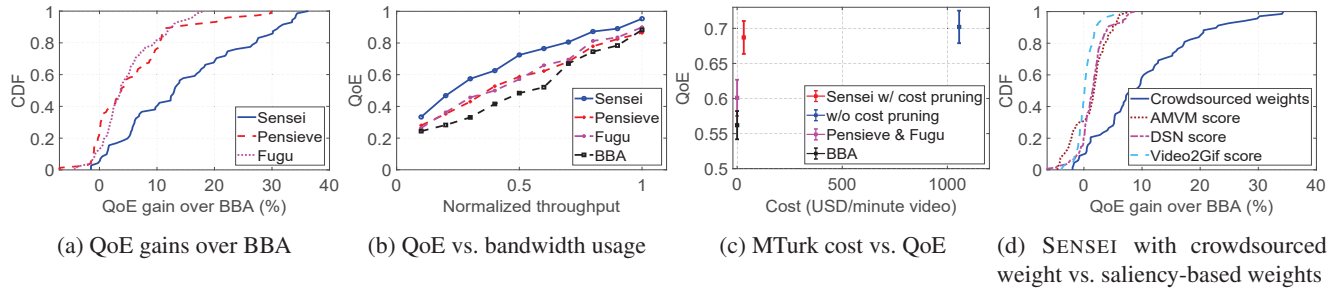 CDF
1
0.8
0.6
0.4
0.2
0
Sensei
Pensieve
Fugu
0 10 20 30 40
QoE gain over BBA (%)
(a) QoE gains over BBA
QoE
1
0.8
0.6
0.4
0.2
0
Sensei
Pensieve
Fugu
BBA
0 0.5 1
Normalized throughput
(b) QoE vs. bandwidth usage
QoE
0.7
0.65
0.6
0.55
0.5
Sensei w/ cost pruning
w/o cost pruning
Pensieve & Fugu
BBA
0 500 1000
Cost (USD/minute video)
(c) MTurk cost vs. QoE
CDF
1
0.8
0.6
0.4
0.2
0
Crowdsourced weights
AMVM score
DSN score
Video2Gif score
0 10 20 30 40
QoE gain over BBA (%)
(d) SENSEI with crowdsourced
weight vs. saliency-based weights